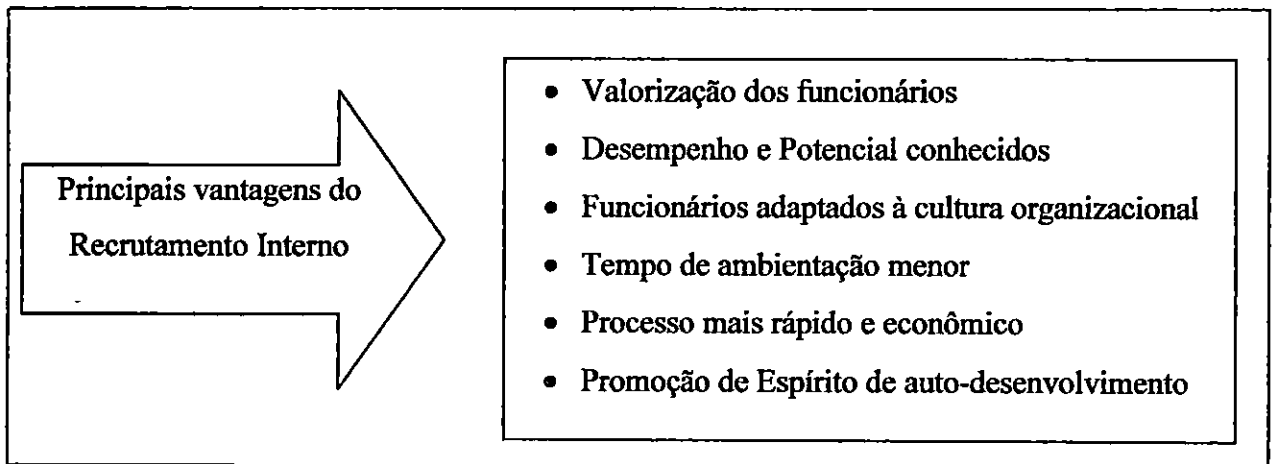 Principais vantagens do
Recrutamento Interno
• Valorização dos funcionários
• Desempenho e Potencial conhecidos
• Funcionários adaptados à cultura organizacional
• Tempo de ambientação menor
• Processo mais rápido e econômico
• Promoção de Espírito de auto-desenvolvimento